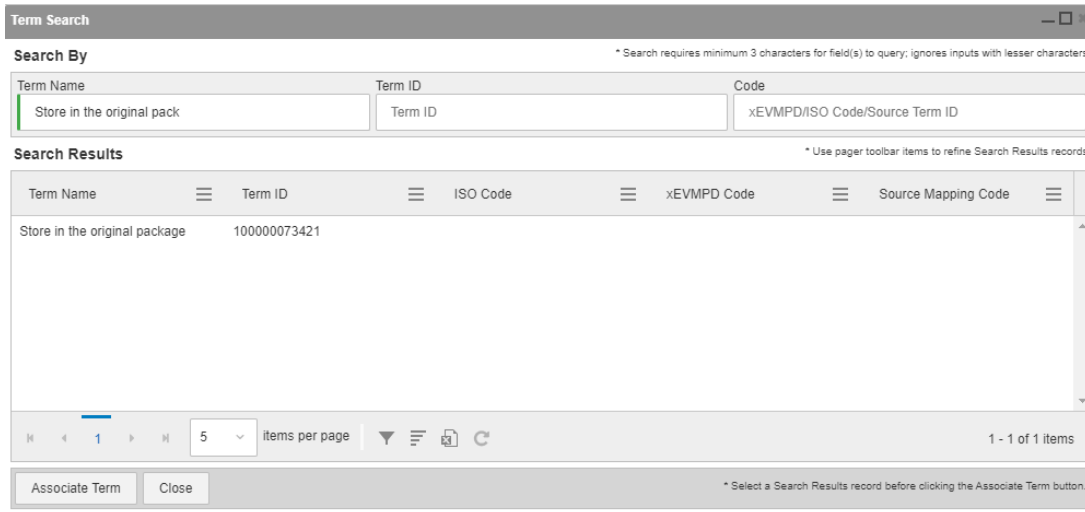 Term Search
Search By
* Search requires minimum 3 characters for field(s) to query; ignores inputs with lesser characters
Term Name Term ID Code
Store in the original pack Term ID xEVMPD/ISO Code/Source Term ID
Search Results
* Use pager toolbar items to refine Search Results records
Term Name Term ID ISO Code xEVMPD Code Source Mapping Code
Store in the original package 100000073421
1 5 items per page 1 - 1 of 1 items
Associate Term Close * Select a Search Results record before clicking the Associate Term button.